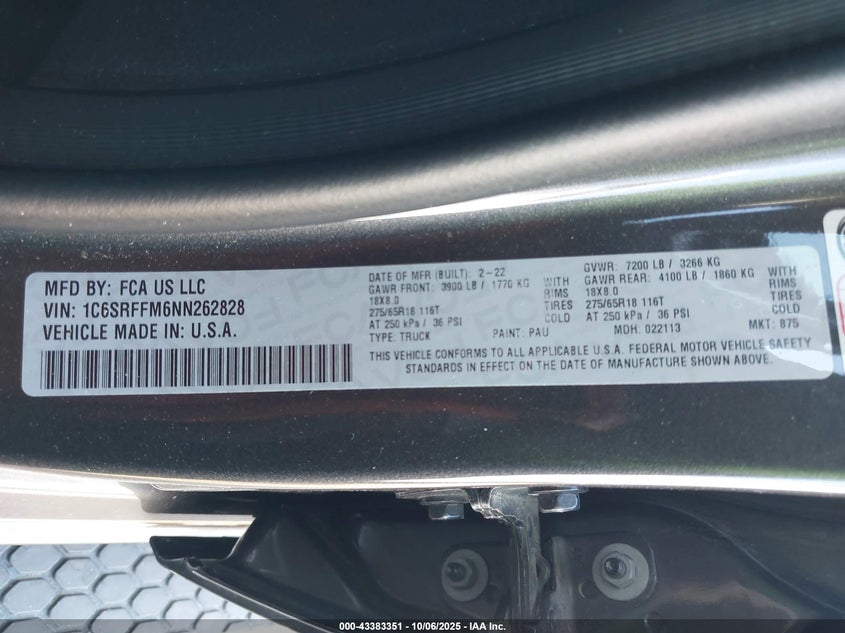 MFD BY: FCA US LLC
VIN: 1C6SRFFM6NN262828
VEHICLE MADE IN: U.S.A.
DATE OF MFR (BUILT): 2-22
GAWR FRONT: 3900 LB / 1770 KG WITH
18X8.0 RIMS
275/65R18 116T TIRES
AT 250 kPa / 36 PSI COLD
TYPE: TRUCK PAINT: PAU
GVWR: 7200 LB / 3266 KG
GAWR REAR: 4100 LB / 1860 KG WITH
18X8.0 RIMS
275/65R18 116T TIRES
AT 250 kPa / 36 PSI COLD
MDH: 022113 MKT: 875
THIS VEHICLE CONFORMS TO ALL APPLICABLE U.S.A. FEDERAL MOTOR VEHICLE SAFETY
STANDARDS IN EFFECT ON THE DATE OF MANUFACTURE SHOWN ABOVE.
000-43383351 - 10/06/2025 - IAA Inc.